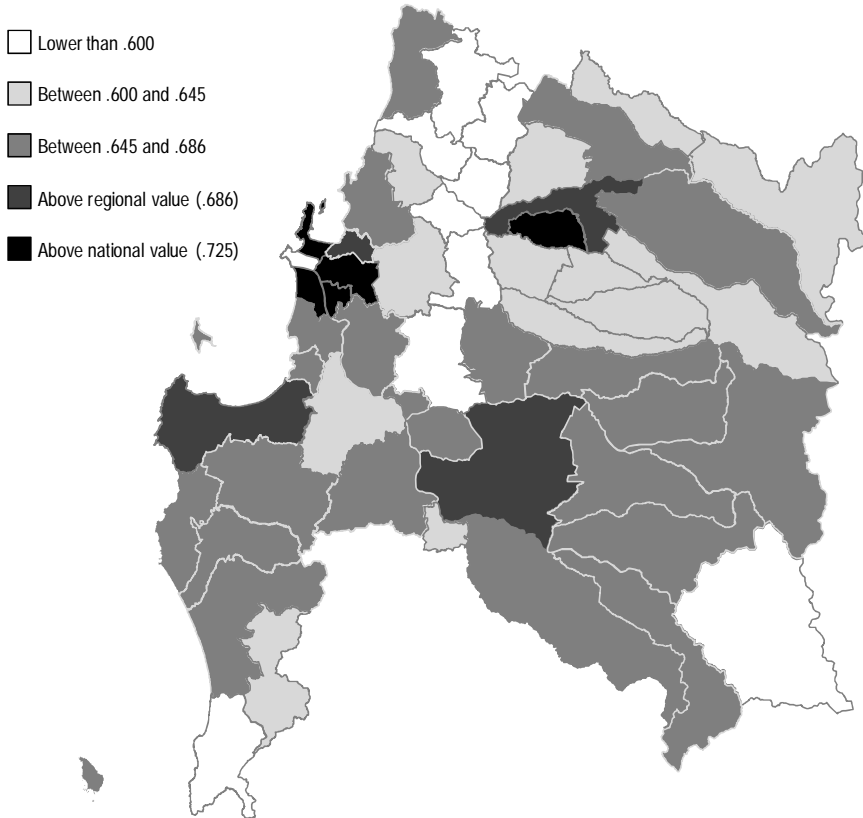 Lower than .600
Between .600 and .645
Between .645 and .686
Above regional value (.686)
Above national value (.725)